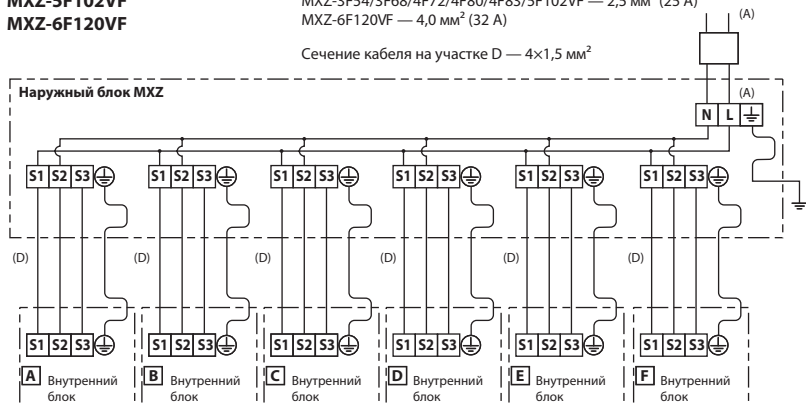 MXZ-5F102VF
MXZ-6F120VF
MXZ-3F54/3F68/4F72/4F80/4F83/5F102VF — 2,5 мм² (25 А)
MXZ-6F120VF — 4,0 мм² (32 А)
Сечение кабеля на участке D — 4×1,5 мм²
(A)
Наружный блок MXZ
(A)
N L
S1 S2 S3 S1 S2 S3 S1 S2 S3 S1 S2 S3 S1 S2 S3 S1 S2 S3
(D) (D) (D) (D) (D) (D)
S1 S2 S3 S1 S2 S3 S1 S2 S3 S1 S2 S3 S1 S2 S3 S1 S2 S3
A Внутренний блок
B Внутренний блок
C Внутренний блок
D Внутренний блок
E Внутренний блок
F Внутренний блок